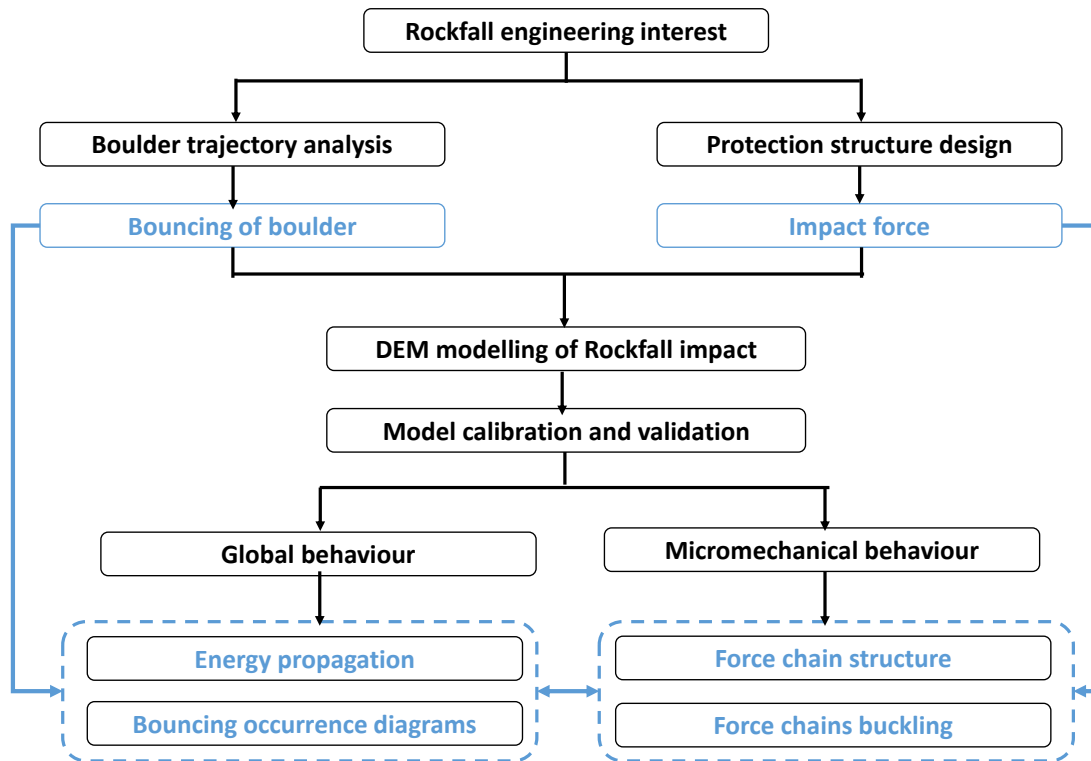 Rockfall engineering interest
Boulder trajectory analysis
Protection structure design
Bouncing of boulder
Impact force
DEM modelling of Rockfall impact
Model calibration and validation
Global behaviour
Micromechanical behaviour
Energy propagation
Force chain structure
Bouncing occurrence diagrams
Force chains buckling